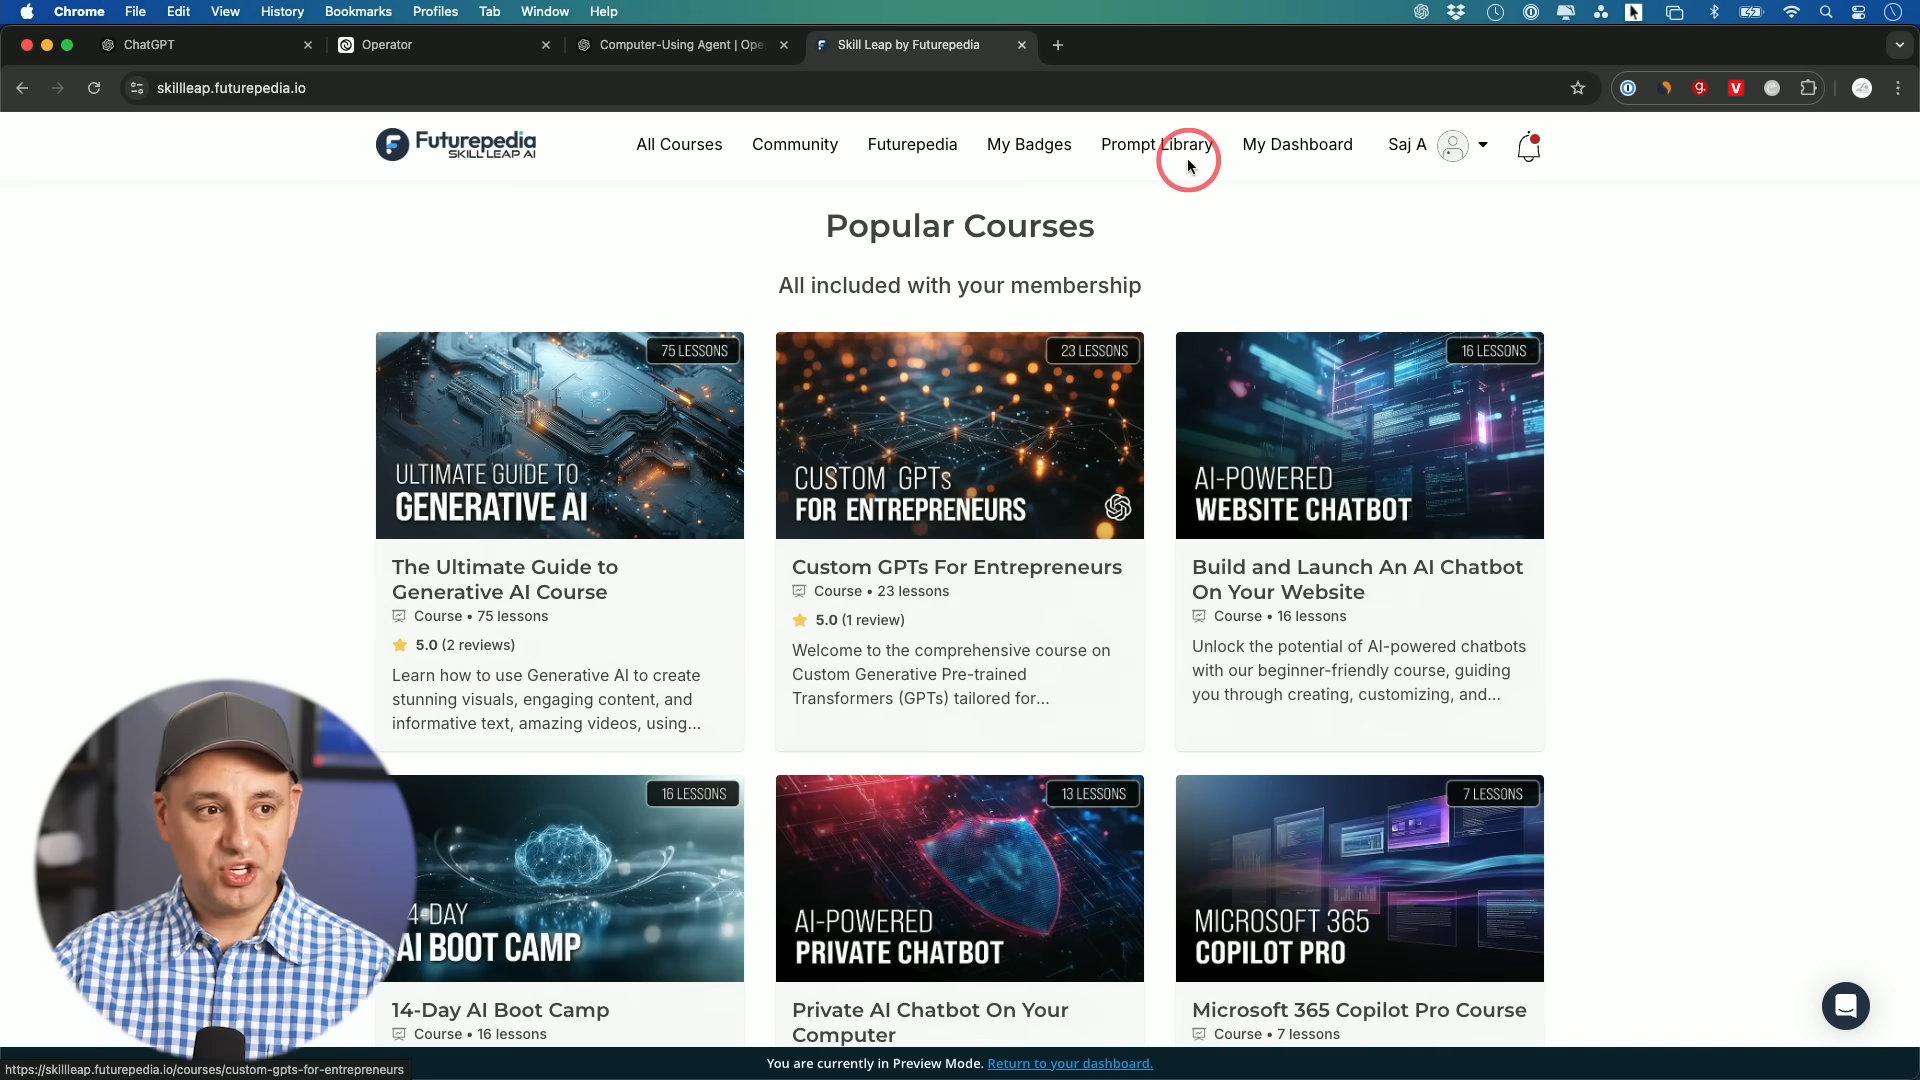 Chrome File Edit View History Bookmarks Profiles Tab Window Help
ChatGPT
Operator
Computer-Using Agent | Ope
Skill Leap by Futurepedia
skillleap.futurepedia.io
Futurepedia
SKILL LEAP AI
All Courses Community Futurepedia My Badges Prompt Library My Dashboard Saj A
Popular Courses
All included with your membership
75 LESSONS
ULTIMATE GUIDE TO
GENERATIVE AI
The Ultimate Guide to
Generative AI Course
Course • 75 lessons
5.0 (2 reviews)
Learn how to use Generative AI to create
stunning visuals, engaging content, and
informative text, amazing videos, using...
23 LESSONS
CUSTOM GPTs
FOR ENTREPRENEURS
Custom GPTs For Entrepreneurs
Course • 23 lessons
5.0 (1 review)
Welcome to the comprehensive course on
Custom Generative Pre-trained
Transformers (GPTs) tailored for...
16 LESSONS
AI-POWERED
WEBSITE CHATBOT
Build and Launch An AI Chatbot
On Your Website
Course • 16 lessons
Unlock the potential of AI-powered chatbots
with our beginner-friendly course, guiding
you through creating, customizing, and...
16 LESSONS
4-DAY
AI BOOT CAMP
14-Day AI Boot Camp
Course • 16 lessons
13 LESSONS
AI-POWERED
PRIVATE CHATBOT
Private AI Chatbot On Your
Computer
7 LESSONS
MICROSOFT 365
COPILOT PRO
Microsoft 365 Copilot Pro Course
Course • 7 lessons
You are currently in Preview Mode. Return to your dashboard.
https://skillleap.futurepedia.io/courses/custom-gpts-for-entrepreneurs